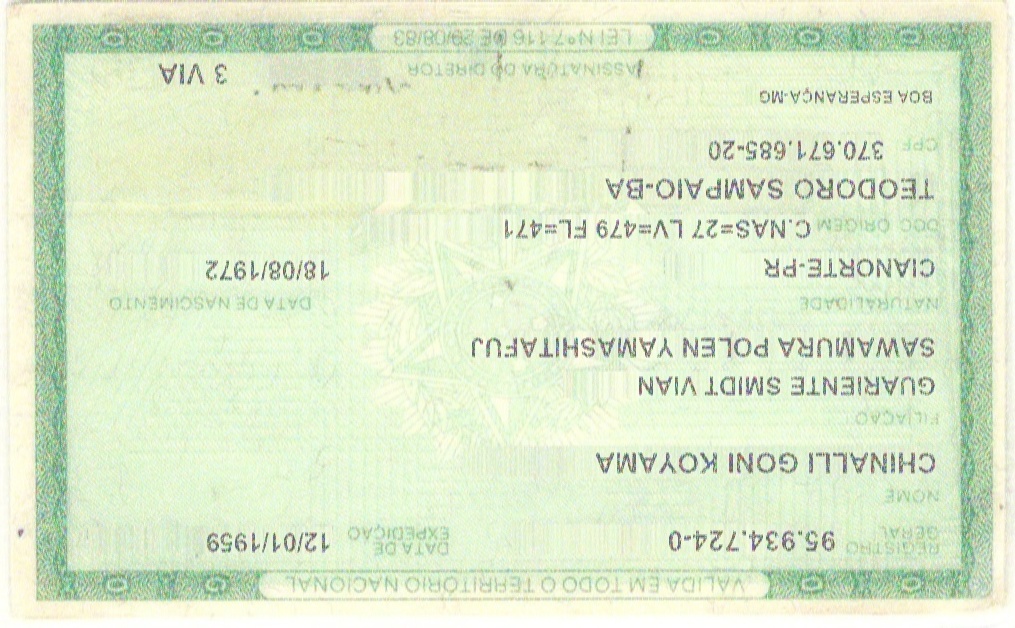 VÁLIDA EM TODO O TERRITÓRIO NACIONAL
REGISTRO GERAL 95.934.724-0 DATA DE EXPEDIÇÃO 12/01/1959
NOME
CHINALLI GONI KOYAMA
FILIAÇÃO
GUARIENTE SMIDT VIAN
SAWAMURA POLEN YAMASHITAFUJ
NATURALIDADE DATA DE NASCIMENTO
CIANORTE-PR 18/08/1972
DOC ORIGEM C.NAS=27 LV=479 FL=471
TEODORO SAMPAIO-BA
CPF 370.671.685-20
BOA ESPERANÇA-MG
3 VIA
ASSINATURA DO DIRETOR
LEI Nº 7.116 DE 29/08/83